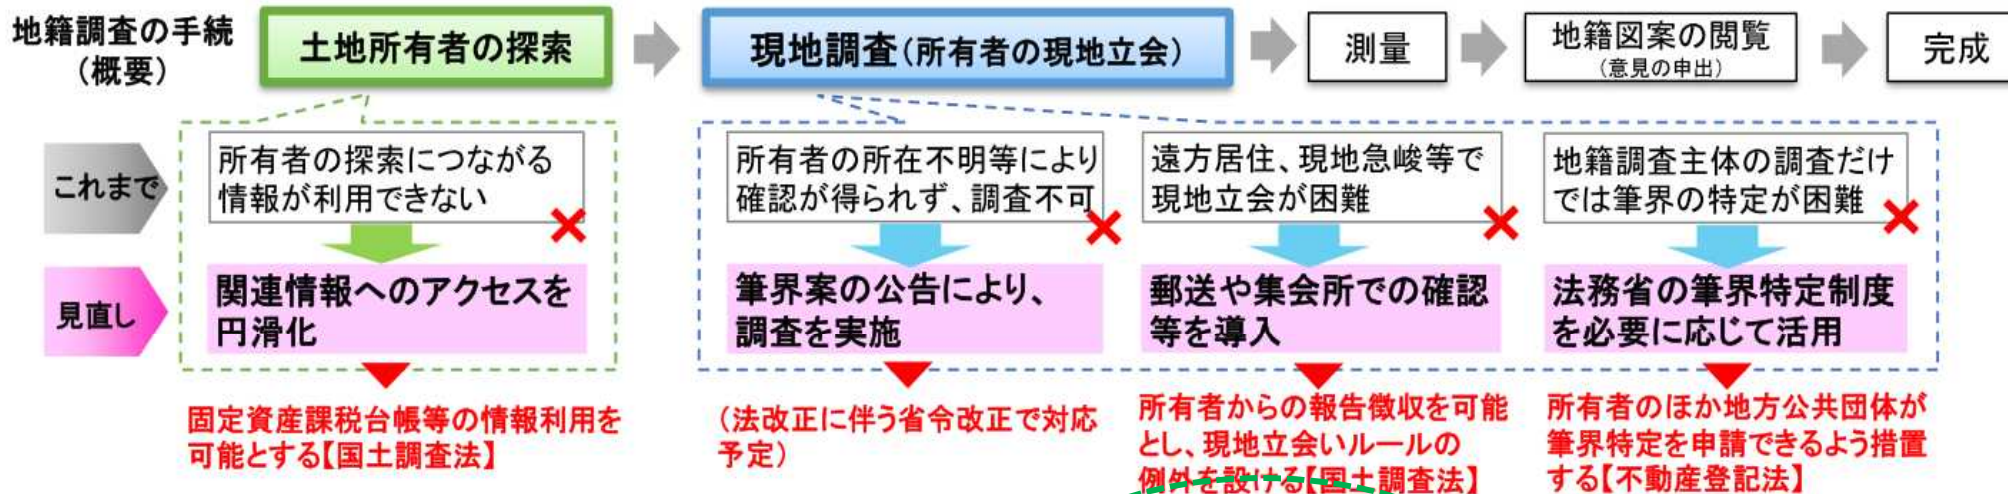 地籍調査の手続
（概要）
土地所有者の探索
現地調査（所有者の現地立会）
測量
地籍図案の閲覧
（意見の申出）
完成
これまで
所有者の探索につながる
情報が利用できない
所有者の所在不明等により
確認が得られず、調査不可
遠方居住、現地急峻等で
現地立会が困難
地籍調査主体の調査だけ
では筆界の特定が困難
見直し
関連情報へのアクセスを
円滑化
筆界案の公告により、
調査を実施
郵送や集会所での確認
等を導入
法務省の筆界特定制度
を必要に応じて活用
固定資産課税台帳等の情報利用を
可能とする【国土調査法】
（法改正に伴う省令改正で対応
予定）
所有者からの報告徴収を可能
とし、現地立会いルールの
例外を設ける【国土調査法】
所有者のほか地方公共団体が
筆界特定を申請できるよう措置
する【不動産登記法】